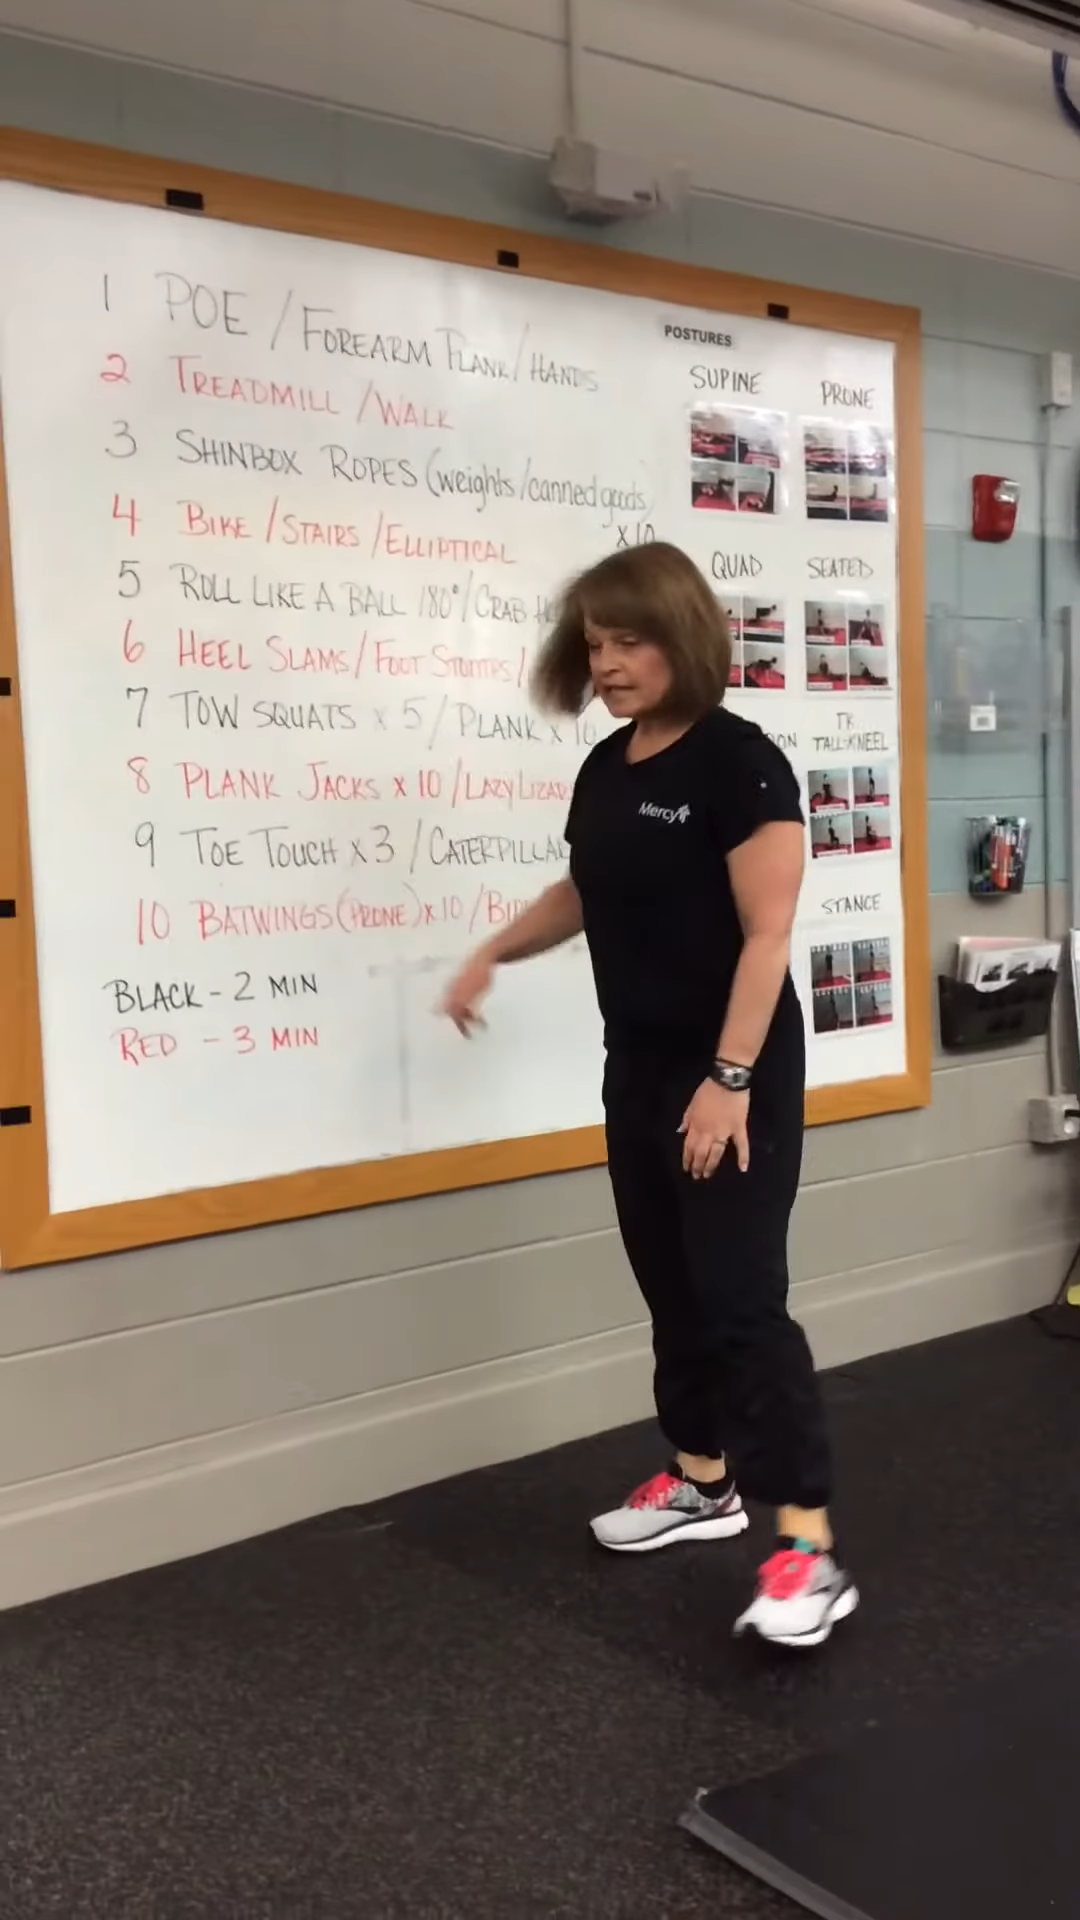 1 POE / FOREARM PLANK / HANDS
2 TREADMILL / WALK
3 SHINBOX ROPES (weights / canned goods
x 10
4 BIKE / STAIRS / ELLIPTICAL
5 ROLL LIKE A BALL 180° / CRAB
6 HEEL SLAMS / FOOT STOMPS /
7 TOW SQUATS x 5 / PLANK x 10
8 PLANK JACKS x 10 / LAZY LIZARD
9 TOE TOUCH x 3 / CATERPILLAR
10 BATWINGS (PRONE) x 10 /
BLACK - 2 MIN
RED - 3 MIN
POSTURES
SUPINE
PRONE
QUAD
SEATED
TK
TALL-KNEEL
STANCE
Mercy